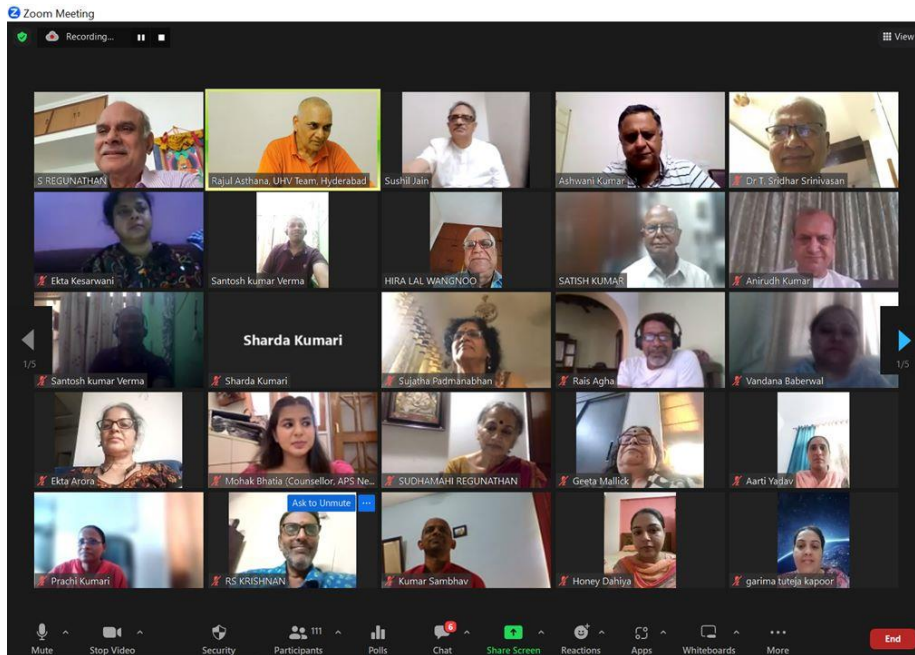 Zoom Meeting
Recording...
View
S REGUNATHAN
Rajul Asthana, UHV Team, Hyderabad
Sushil Jain
Ashwani Kumar
Dr T. Sridhar Srinivasan
Ekta Kesarwani
Santosh kumar Verma
HIRA LAL WANGNOO
SATISH KUMAR
Anirudh Kumar
1/5
Santosh kumar Verma
Sharda Kumari
Sharda Kumari
Sujatha Padmanabhan
Rais Agha
Vandana Baberwal
1/5
Ekta Arora
Mohak Bhatia (Counsellor, APS Ne...
SUDHAMAHI REGUNATHAN
Geeta Mallick
Aarti Yadav
Ask to Unmute ...
Prachi Kumari
RS KRISHNAN
Kumar Sambhav
Honey Dahiya
garima tuteja kapoor
111
6
Mute
Stop Video
Security
Participants
Polls
Chat
Share Screen
Reactions
Apps
Whiteboards
More
End